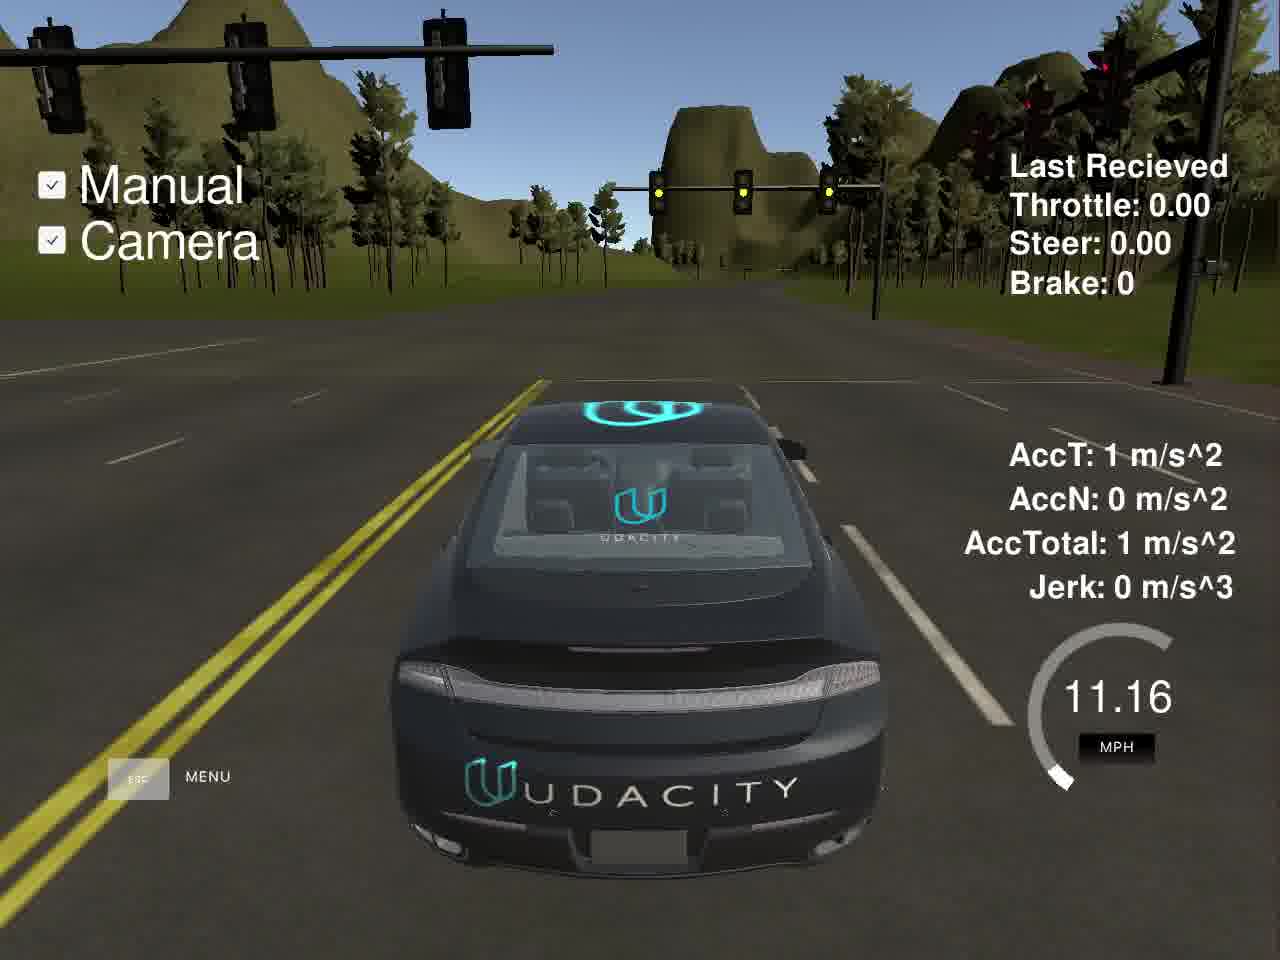 Manual
Camera
Last Recieved
Throttle: 0.00
Steer: 0.00
Brake: 0
AccT: 1 m/s^2
AccN: 0 m/s^2
AccTotal: 1 m/s^2
Jerk: 0 m/s^3
11.16
MPH
UDACITY
ESC
MENU
UDACITY